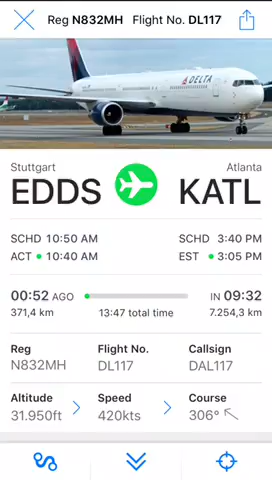 Reg N832MH Flight No. DL117
DELTA
Stuttgart Atlanta
EDDS KATL
SCHD 10:50 AM SCHD 3:40 PM
ACT 10:40 AM EST 3:05 PM
00:52 AGO IN 09:32
371,4 km 13:47 total time 7.254,3 km
Reg Flight No. Callsign
N832MH DL117 DAL117
Altitude Speed Course
31.950ft 420kts 306°